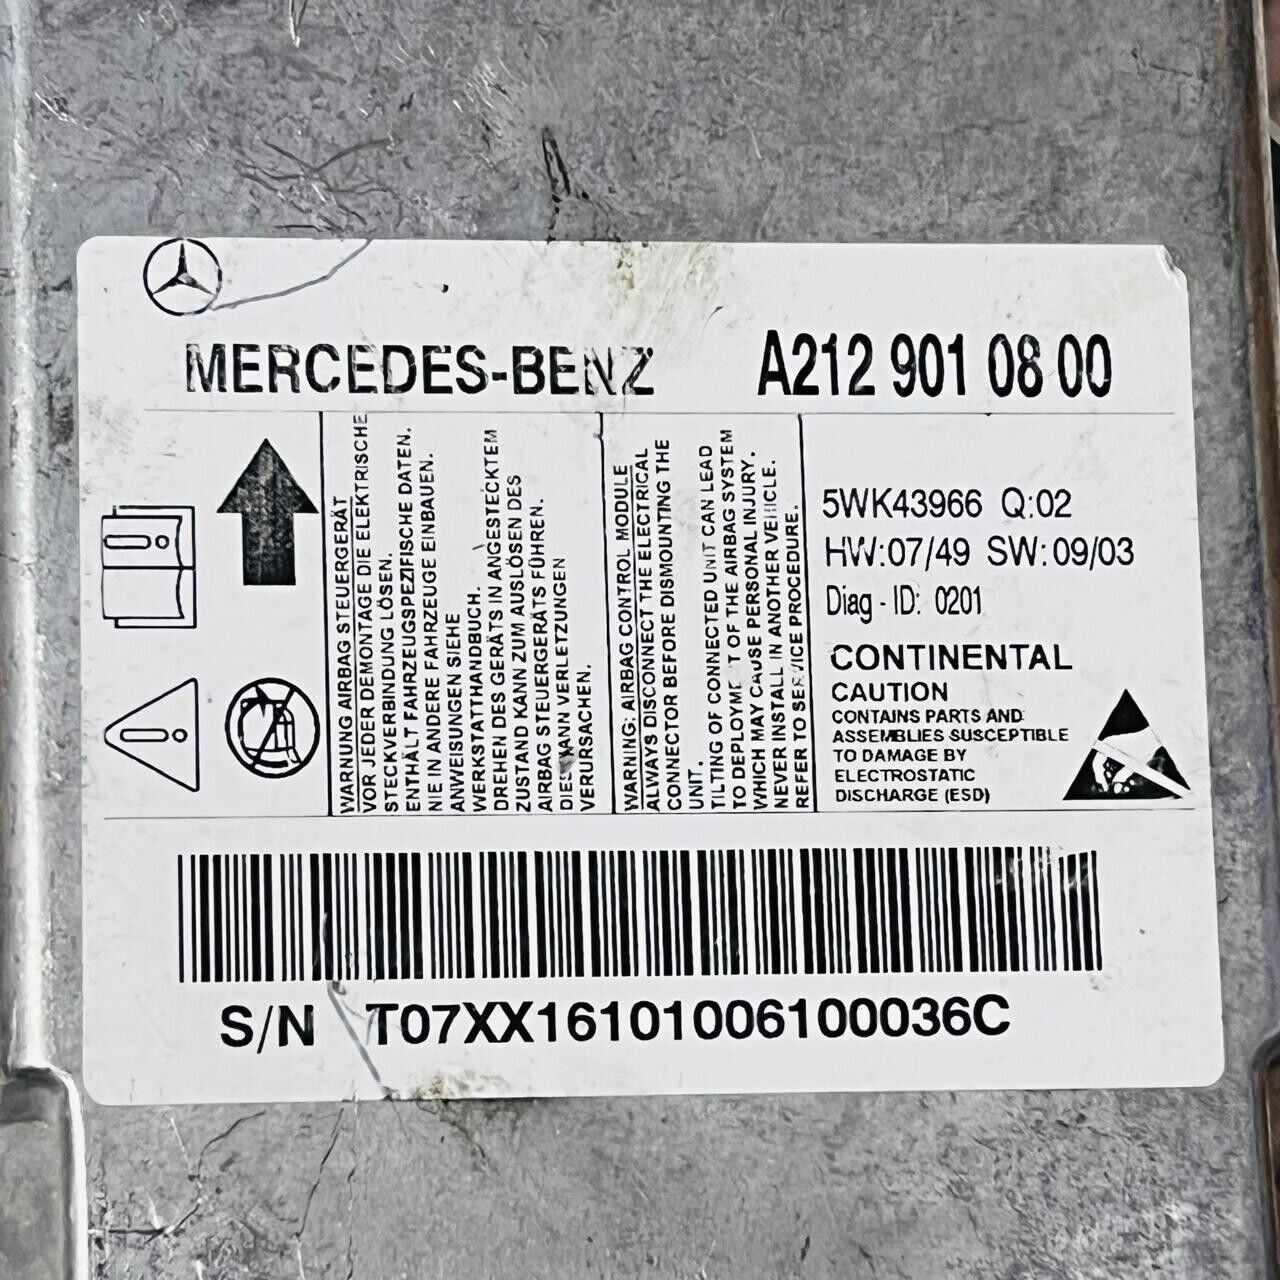 MERCEDES-BENZ
A212 901 08 00
WARNUNG AIRBAG STEUERGERÄT
VOR JEDER DEMONTAGE DIE ELEKTRISCHE
STECKVERBINDUNG LÖSEN.
ENTHÄLT FAHRZEUGSPEZIFISCHE DATEN.
NIE IN ANDERE FAHRZEUGE EINBAUEN.
ANWEISUNGEN SIEHE
WERKSTATTHANDBUCH.
DREHEN DES GERÄTS IN ANGESTECKTEM
ZUSTAND KANN ZUM AUSLÖSEN DES
AIRBAG STEUERGERÄTS FÜHREN.
DIES KANN VERLETZUNGEN
VERURSACHEN.
WARNING: AIRBAG CONTROL MODULE
ALWAYS DISCONNECT THE ELECTRICAL
CONNECTOR BEFORE DISMOUNTING THE
UNIT.
TILTING OF CONNECTED UNIT CAN LEAD
TO DEPLOYMENT OF THE AIRBAG SYSTEM
WHICH MAY CAUSE PERSONAL INJURY.
NEVER INSTALL IN ANOTHER VEHICLE.
REFER TO SERVICE PROCEDURE.
5WK43966 Q:02
HW:07/49 SW:09/03
Diag - ID: 0201
CONTINENTAL
CAUTION
CONTAINS PARTS AND
ASSEMBLIES SUSCEPTIBLE
TO DAMAGE BY
ELECTROSTATIC
DISCHARGE (ESD)
S/N T07XX16101006100036C